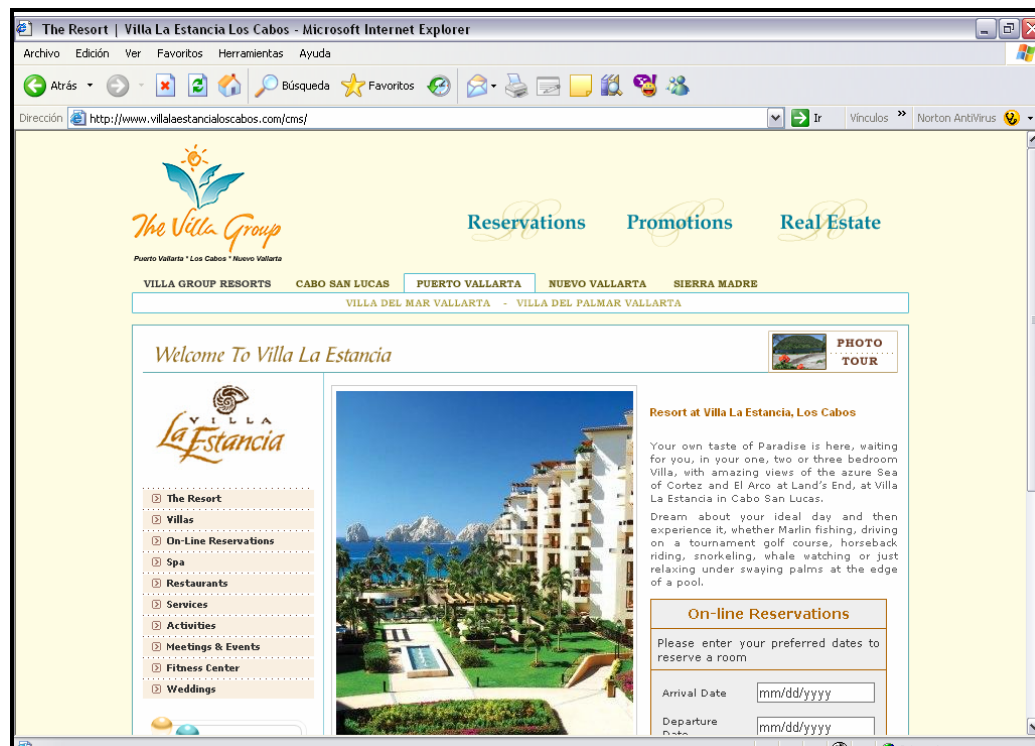 The Resort | Villa La Estancia Los Cabos - Microsoft Internet Explorer
Archivo Edición Ver Favoritos Herramientas Ayuda
Atrás Búsqueda Favoritos
Dirección http://www.villalaestancialoscabos.com/cms/ Ir Vínculos » Norton AntiVirus
The Villa Group
Puerto Vallarta * Los Cabos * Nuevo Vallarta
Reservations Promotions Real Estate
VILLA GROUP RESORTS CABO SAN LUCAS PUERTO VALLARTA NUEVO VALLARTA SIERRA MADRE
VILLA DEL MAR VALLARTA - VILLA DEL PALMAR VALLARTA
Welcome To Villa La Estancia
PHOTO
TOUR
VILLA
La Estancia
The Resort
Villas
On-Line Reservations
Spa
Restaurants
Services
Activities
Meetings & Events
Fitness Center
Weddings
Resort at Villa La Estancia, Los Cabos
Your own taste of Paradise is here, waiting
for you, in your one, two or three bedroom
Villa, with amazing views of the azure Sea
of Cortez and El Arco at Land's End, at Villa
La Estancia in Cabo San Lucas.
Dream about your ideal day and then
experience it, whether Marlin fishing, driving
on a tournament golf course, horseback
riding, snorkeling, whale watching or just
relaxing under swaying palms at the edge
of a pool.
On-line Reservations
Please enter your preferred dates to
reserve a room
Arrival Date mm/dd/yyyy
Departure
Date mm/dd/yyyy